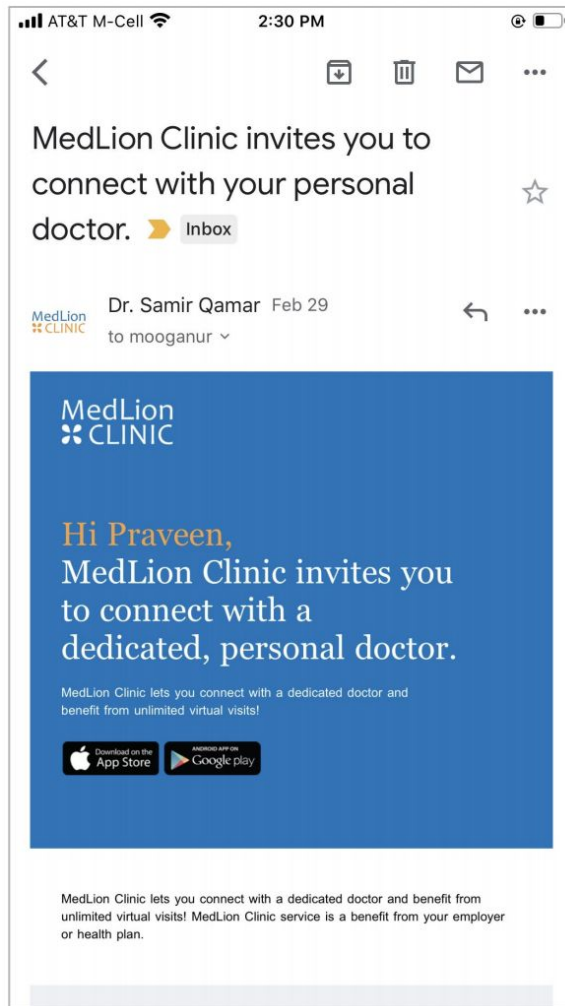 AT&T M-Cell 2:30 PM
MedLion Clinic invites you to
connect with your personal
doctor. Inbox
MedLion
CLINIC
Dr. Samir Qamar Feb 29
to mooganur
MedLion
CLINIC
Hi Praveen,
MedLion Clinic invites you
to connect with a
dedicated, personal doctor.
MedLion Clinic lets you connect with a dedicated doctor and
benefit from unlimited virtual visits!
Download on the
App Store
ANDROID APP ON
Google play
MedLion Clinic lets you connect with a dedicated doctor and benefit from
unlimited virtual visits! MedLion Clinic service is a benefit from your employer
or health plan.